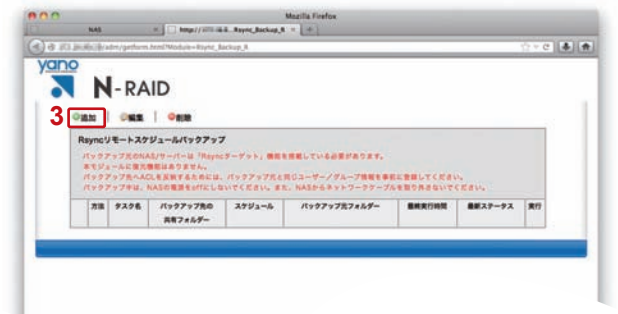 Mozilla Firefox
NAS
http:// Rsync_Backup_R
/adm/getform.html?Module=Rsync_Backup_R
yano
N-RAID
3
追加 編集 削除
Rsyncリモートスケジュールバックアップ
バックアップ元のNAS/サーバーは「Rsyncターゲット」機能を搭載している必要があります。
本モジュールに復元機能はありません。
バックアップ先へACLを反映するためには、バックアップ元と同じユーザー／グループ情報を事前に登録してください。
バックアップ中は、NASの電源をoffにしないでください。また、NASからネットワークケーブルを取り外さないでください。
方法 タスク名 バックアップ先の共有フォルダー スケジュール バックアップ元フォルダー 最終実行時間 最新ステータス 実行